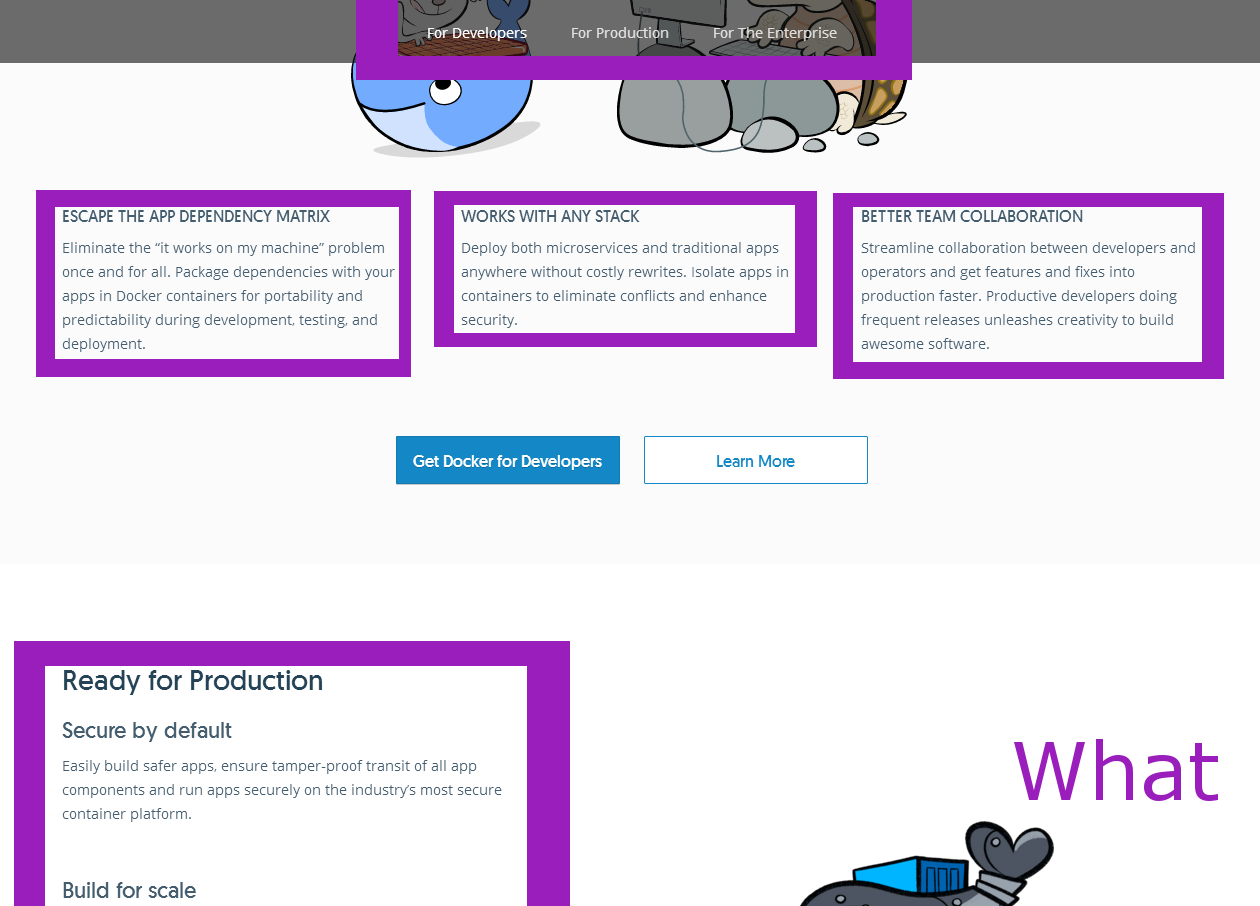 For Developers For Production For The Enterprise
ESCAPE THE APP DEPENDENCY MATRIX
Eliminate the “it works on my machine” problem
once and for all. Package dependencies with your
apps in Docker containers for portability and
predictability during development, testing, and
deployment.
WORKS WITH ANY STACK
Deploy both microservices and traditional apps
anywhere without costly rewrites. Isolate apps in
containers to eliminate conflicts and enhance
security.
BETTER TEAM COLLABORATION
Streamline collaboration between developers and
operators and get features and fixes into
production faster. Productive developers doing
frequent releases unleashes creativity to build
awesome software.
Get Docker for Developers
Learn More
Ready for Production
Secure by default
Easily build safer apps, ensure tamper-proof transit of all app
components and run apps securely on the industry’s most secure
container platform.
Build for scale
What